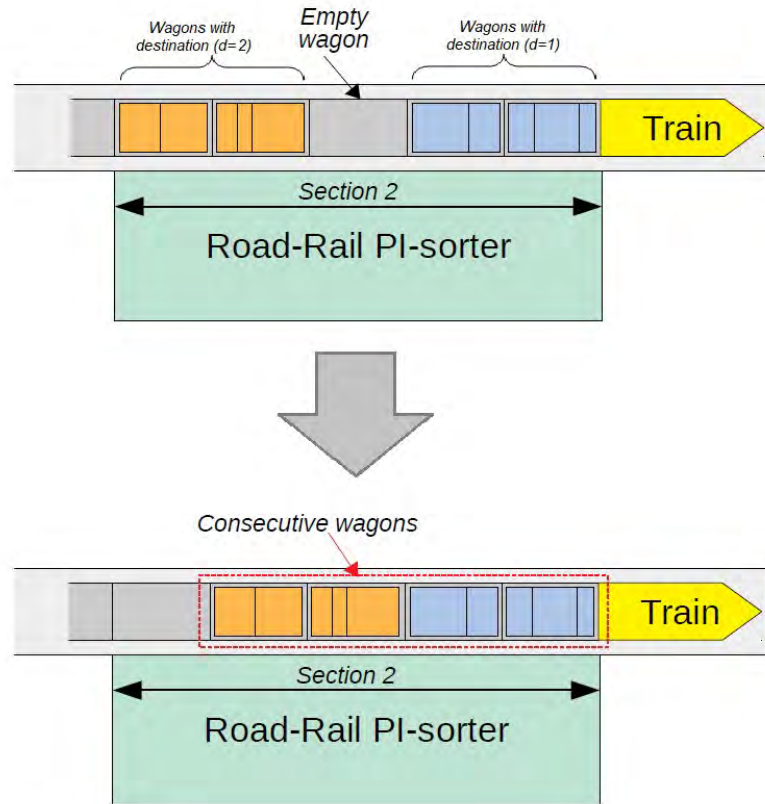 Wagons with
destination (d=2)
Empty
wagon
Wagons with
destination (d=1)
Train
Section 2
Road-Rail PI-sorter
Consecutive wagons
Train
Section 2
Road-Rail PI-sorter